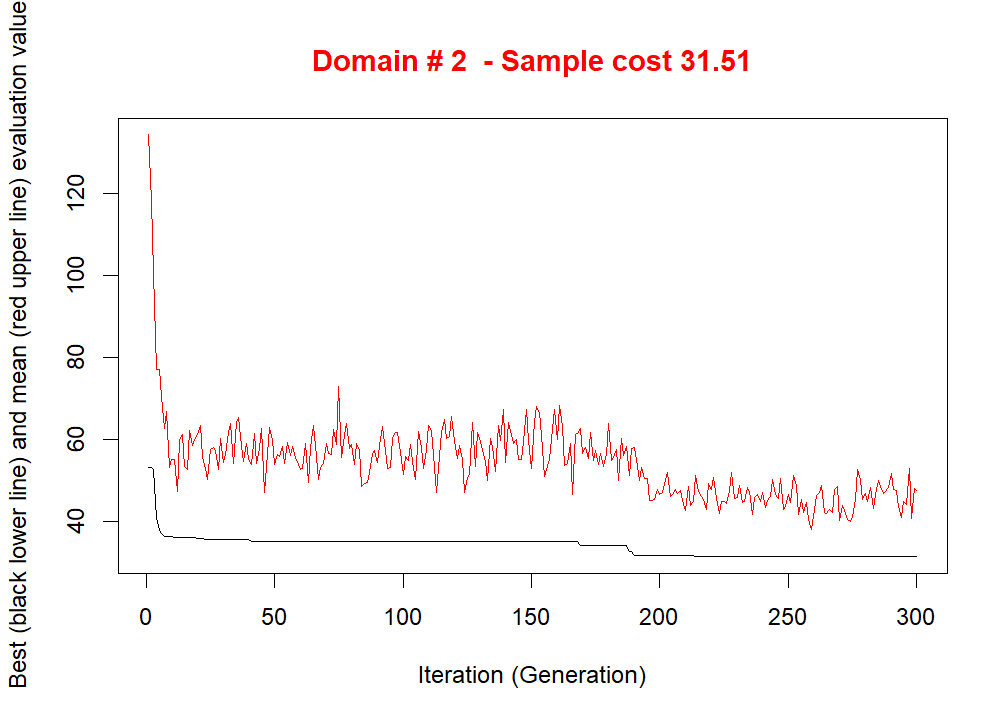 Domain # 2  - Sample cost 31.51
Best (black lower line) and mean (red upper line) evaluation value
120
100
80
60
40
0 50 100 150 200 250 300
Iteration (Generation)